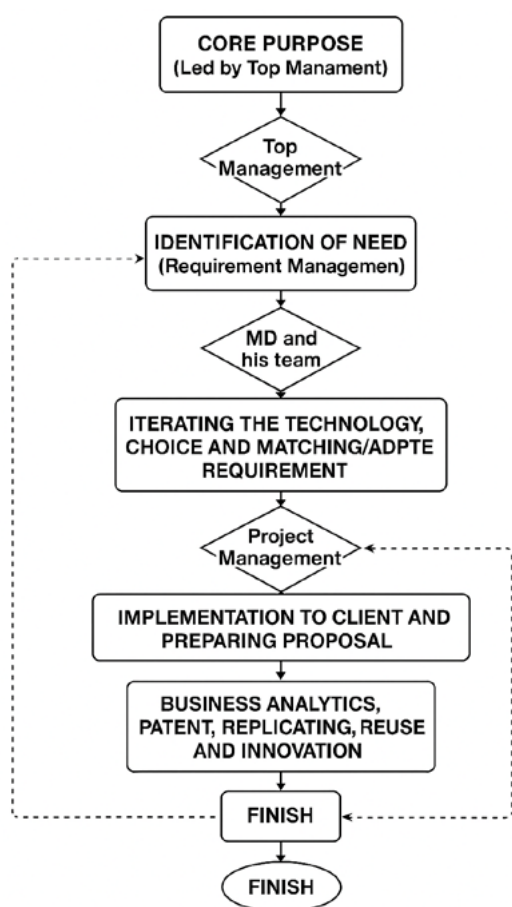 CORE PURPOSE
(Led by Top Manament)
Top
Management
IDENTIFICATION OF NEED
(Requirement Managemen)
MD and
his team
ITERATING THE TECHNOLOGY,
CHOICE AND MATCHING/ADPTE
REQUIREMENT
Project
Management
IMPLEMENTATION TO CLIENT AND
PREPARING PROPOSAL
BUSINESS ANALYTICS,
PATENT, REPLICATING, REUSE
AND INNOVATION
FINISH
FINISH